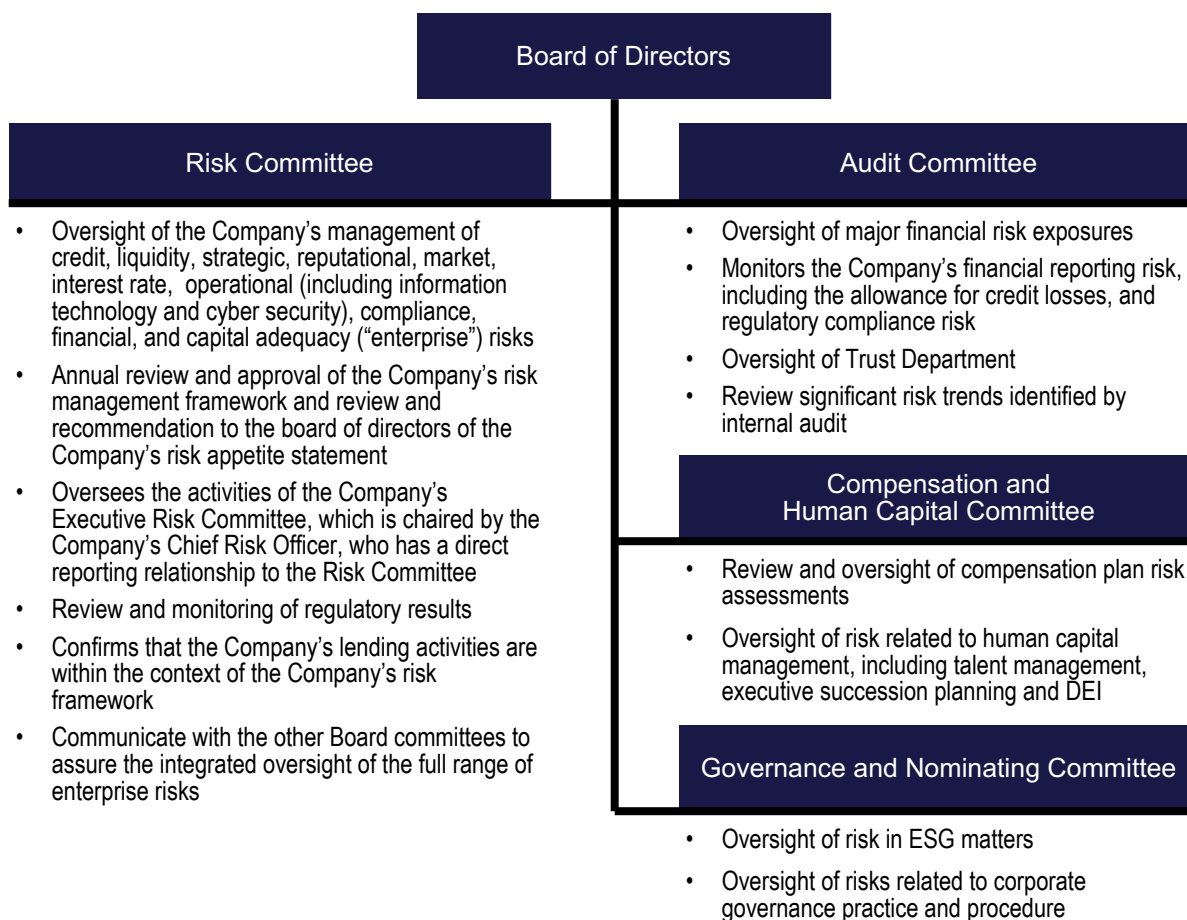 Board of Directors
Risk Committee
• Oversight of the Company’s management of
credit, liquidity, strategic, reputational, market,
interest rate, operational (including information
technology and cyber security), compliance,
financial, and capital adequacy (“enterprise”) risks
• Annual review and approval of the Company’s risk
management framework and review and
recommendation to the board of directors of the
Company’s risk appetite statement
• Oversees the activities of the Company’s
Executive Risk Committee, which is chaired by the
Company’s Chief Risk Officer, who has a direct
reporting relationship to the Risk Committee
• Review and monitoring of regulatory results
• Confirms that the Company’s lending activities are
within the context of the Company’s risk
framework
• Communicate with the other Board committees to
assure the integrated oversight of the full range of
enterprise risks
Audit Committee
• Oversight of major financial risk exposures
• Monitors the Company’s financial reporting risk,
including the allowance for credit losses, and
regulatory compliance risk
• Oversight of Trust Department
• Review significant risk trends identified by
internal audit
Compensation and
Human Capital Committee
• Review and oversight of compensation plan risk
assessments
• Oversight of risk related to human capital
management, including talent management,
executive succession planning and DEI
Governance and Nominating Committee
• Oversight of risk in ESG matters
• Oversight of risks related to corporate
governance practice and procedure